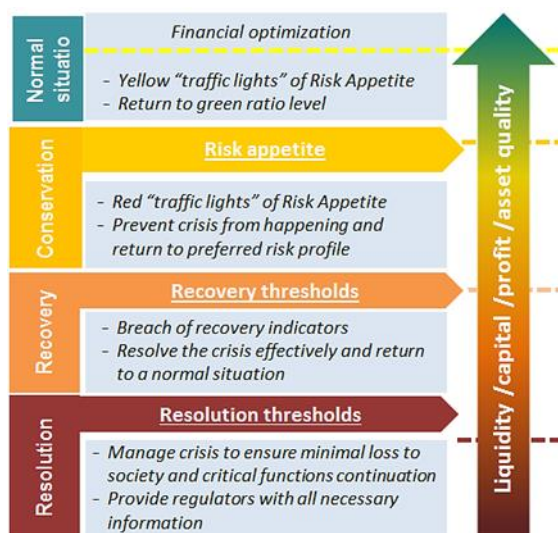 Normal
situatio
Financial optimization
- Yellow “traffic lights” of Risk Appetite
- Return to green ratio level
Conservation
Risk appetite
- Red “traffic lights” of Risk Appetite
- Prevent crisis from happening and
return to preferred risk profile
Recovery
Recovery thresholds
- Breach of recovery indicators
- Resolve the crisis effectively and return
to a normal situation
Resolution
Resolution thresholds
- Manage crisis to ensure minimal loss to
society and critical functions continuation
- Provide regulators with all necessary
information
Liquidity /capital /profit /asset quality